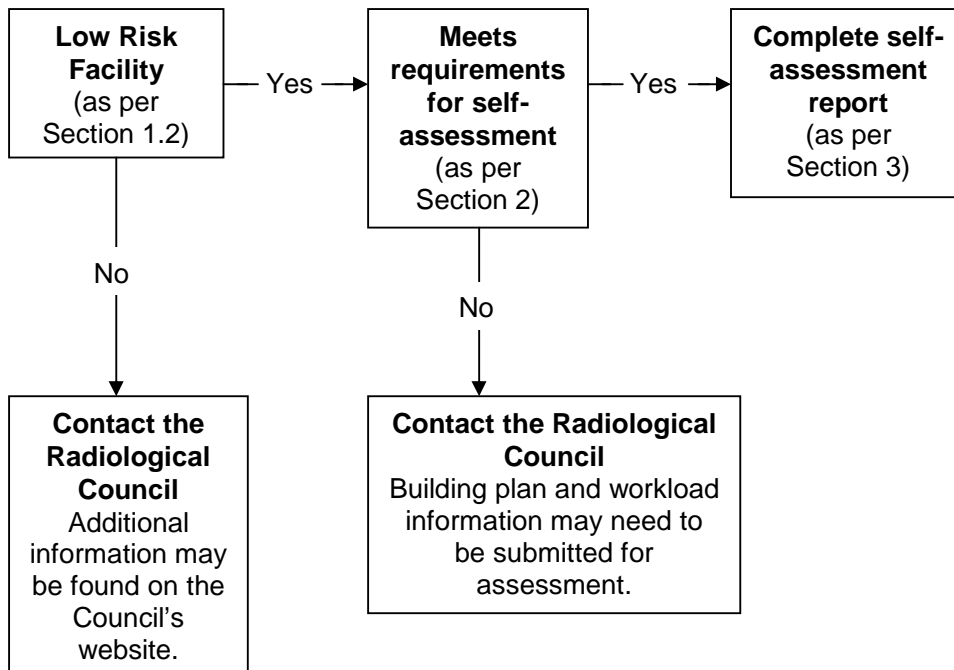 Low Risk
Facility
(as per
Section 1.2)
Yes
Meets
requirements
for self-
assessment
(as per
Section 2)
Yes
Complete self-
assessment
report
(as per
Section 3)
No
No
Contact the
Radiological
Council
Additional
information may
be found on the
Council's
website.
Contact the Radiological
Council
Building plan and workload
information may need to
be submitted for
assessment.